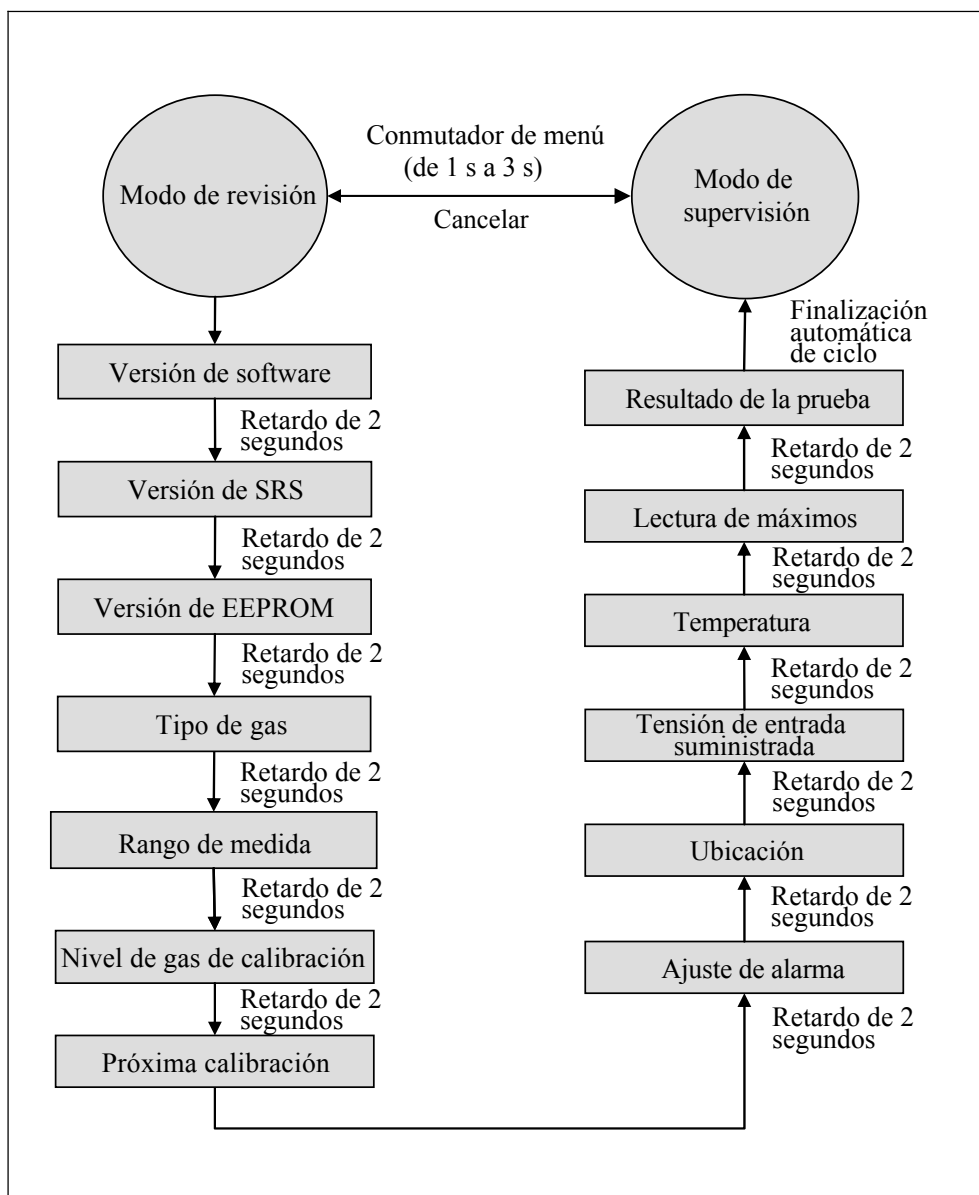 Modo de revisión
Conmutador de menú
(de 1 s a 3 s)
Cancelar
Modo de
supervisión
Versión de software
Retardo de 2
segundos
Versión de SRS
Retardo de 2
segundos
Versión de EEPROM
Retardo de 2
segundos
Tipo de gas
Retardo de 2
segundos
Rango de medida
Retardo de 2
segundos
Nivel de gas de calibración
Retardo de 2
segundos
Próxima calibración
Retardo de 2
segundos
Ajuste de alarma
Retardo de 2
segundos
Ubicación
Retardo de 2
segundos
Tensión de entrada
suministrada
Retardo de 2
segundos
Temperatura
Retardo de 2
segundos
Lectura de máximos
Retardo de 2
segundos
Resultado de la prueba
Finalización
automática
de ciclo